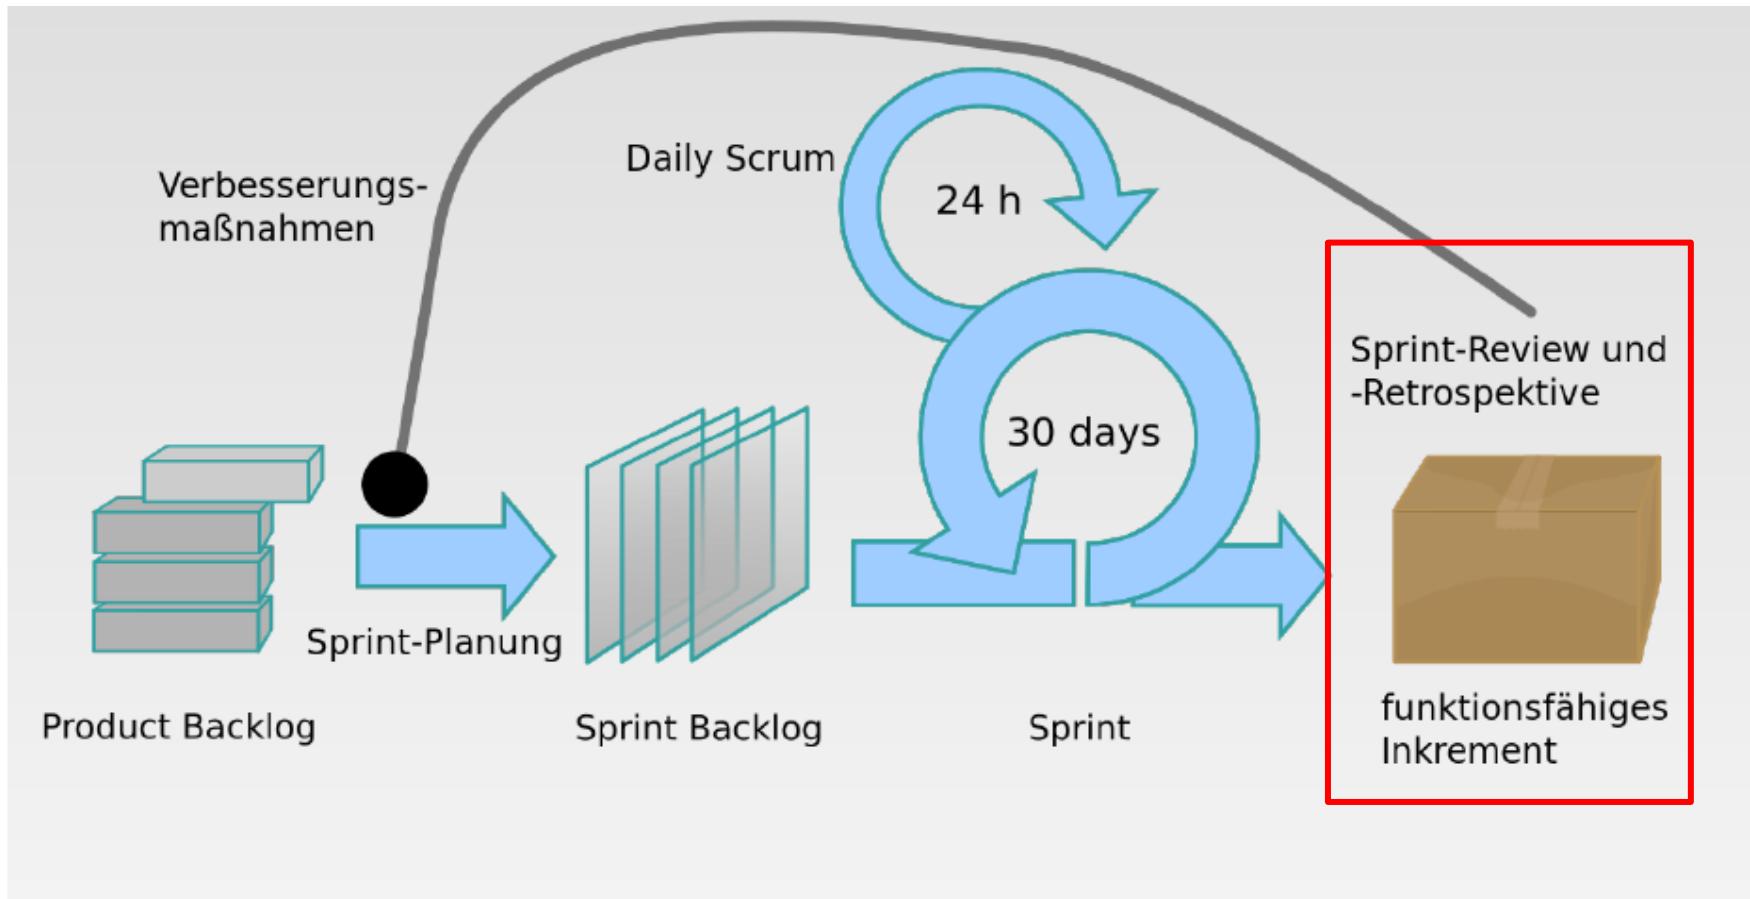 Verbesserungs-
maßnahmen
Daily Scrum
24 h
30 days
Sprint-Review und
-Retrospektive
Sprint-Planung
Product Backlog
Sprint Backlog
Sprint
funktionsfähiges
Inkrement